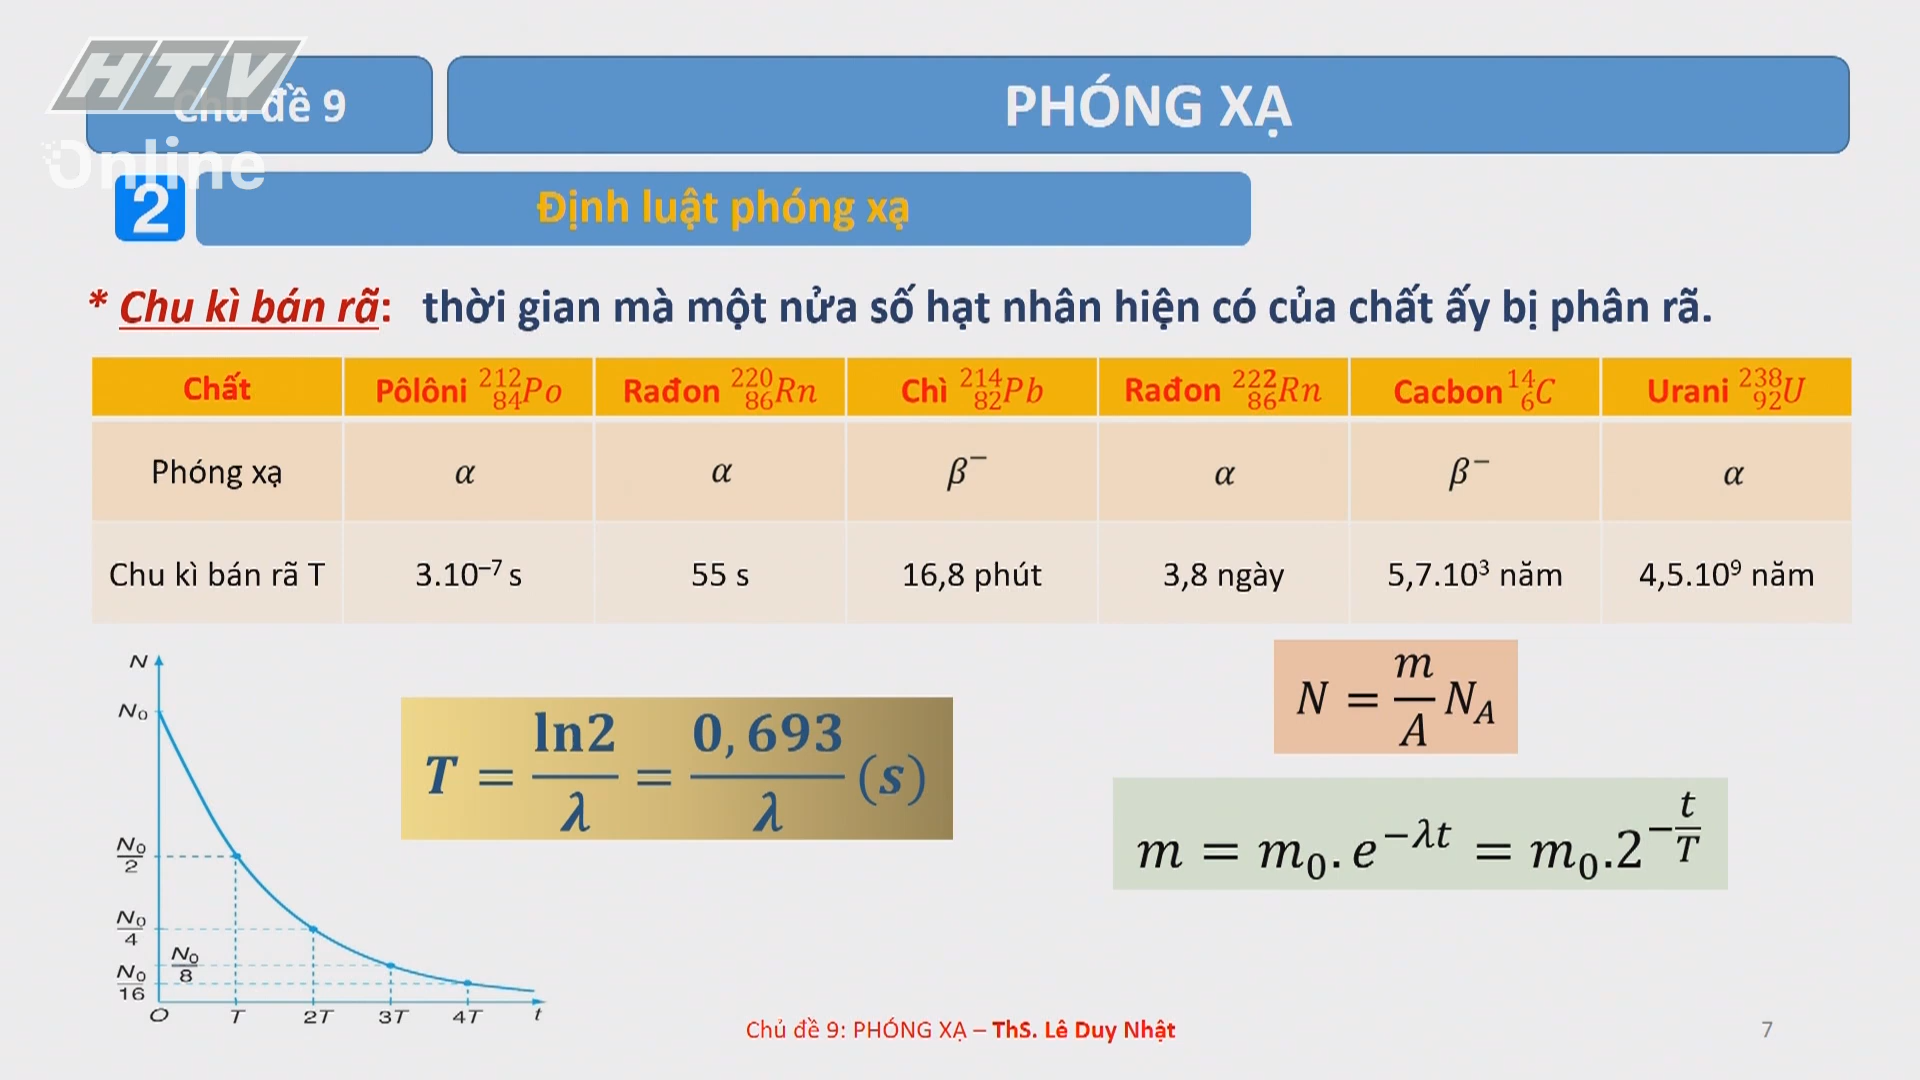 HTV
Online
Chủ đề 9
PHÓNG XẠ
2
Định luật phóng xạ
* Chu kì bán rã: thời gian mà một nửa số hạt nhân hiện có của chất ấy bị phân rã.
Chất Pôlôni ²¹²₈₄Po Rađon ²²⁰₈₆Rn Chì ²¹⁴₈₂Pb Rađon ²²²₈₆Rn Cacbon ¹⁴₆C Urani ²³⁸₉₂U
Phóng xạ α α β⁻ α β⁻ α
Chu kì bán rã T 3.10⁻⁷ s 55 s 16,8 phút 3,8 ngày 5,7.10³ năm 4,5.10⁹ năm
N
N₀
N₀/2
N₀/4
N₀/8
N₀/16
O T 2T 3T 4T t
T = ln2/λ = 0,693/λ (s)
N = m/A N_A
m = m₀.e^(−λt) = m₀.2^(−t/T)
Chủ đề 9: PHÓNG XẠ – ThS. Lê Duy Nhật
7